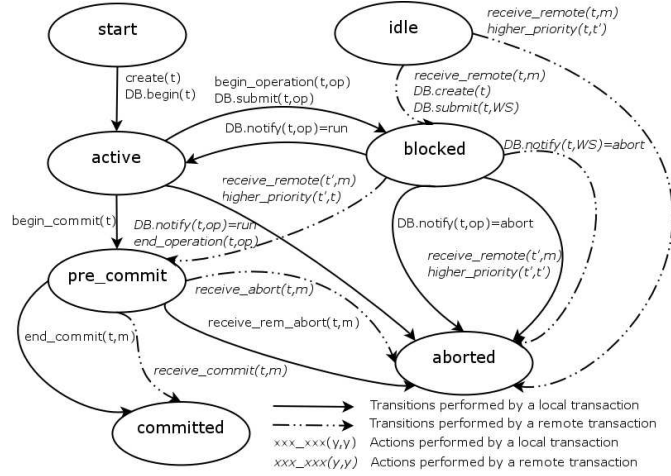 start
idle
receive_remote(t,m)
higher_priority(t,t')
create(t)
DB.begin(t)
begin_operation(t,op)
DB.submit(t,op)
receive_remote(t,m)
DB.create(t)
DB.submit(t,WS)
DB.notify(t,op)=run
active
blocked
DB.notify(t,WS)=abort
receive_remote(t',m)
higher_priority(t',t)
begin_commit(t)
DB.notify(t,op)=run
end_operation(t,op)
DB.notify(t,op)=abort
receive_remote(t',m)
higher_priority(t',t')
pre_commit
receive_abort(t,m)
receive_rem_abort(t,m)
end_commit(t,m)
aborted
receive_commit(t,m)
committed
Transitions performed by a local transaction
Transitions performed by a remote transaction
xxx_xxx(y,y) Actions performed by a local transaction
xxx_xxx(y,y) Actions performed by a remote transaction